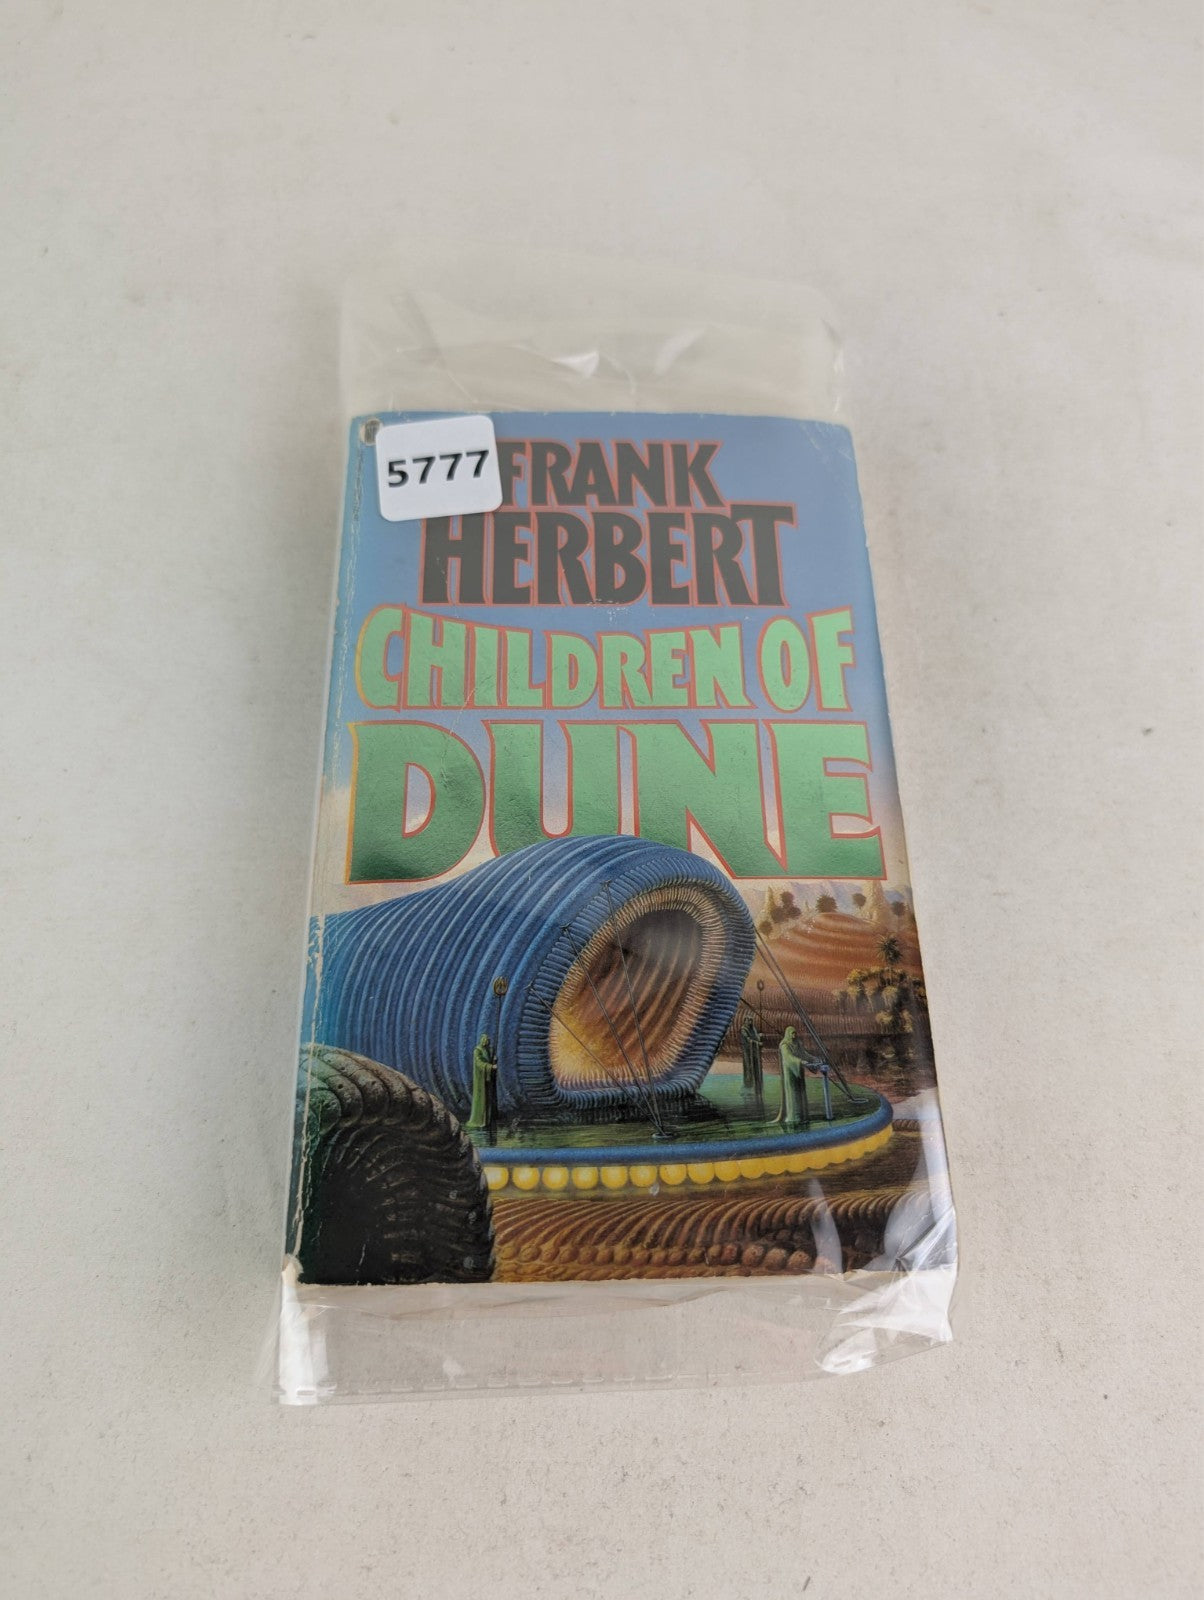 5777
FRANK
HERBERT
CHILDREN OF
DUNE